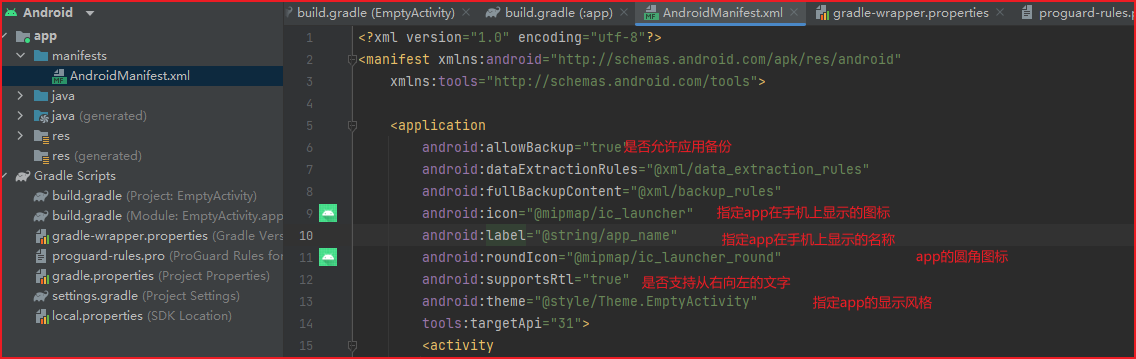 Android
app
manifests
AndroidManifest.xml
java
java (generated)
res
res (generated)
Gradle Scripts
build.gradle (Project: EmptyActivity)
build.gradle (Module: EmptyActivity.app
gradle-wrapper.properties (Gradle Vers
proguard-rules.pro (ProGuard Rules for
gradle.properties (Project Properties)
settings.gradle (Project Settings)
local.properties (SDK Location)
build.gradle (EmptyActivity)
build.gradle (:app)
AndroidManifest.xml
gradle-wrapper.properties
proguard-rules.p
1 <?xml version="1.0" encoding="utf-8"?>
2 <manifest xmlns:android="http://schemas.android.com/apk/res/android"
3 xmlns:tools="http://schemas.android.com/tools">
4
5 <application
6 android:allowBackup="true" 是否允许应用备份
7 android:dataExtractionRules="@xml/data_extraction_rules"
8 android:fullBackupContent="@xml/backup_rules"
9 android:icon="@mipmap/ic_launcher" 指定app在手机上显示的图标
10 android:label="@string/app_name" 指定app在手机上显示的名称
11 android:roundIcon="@mipmap/ic_launcher_round" app的圆角图标
12 android:supportsRtl="true" 是否支持从右向左的文字
13 android:theme="@style/Theme.EmptyActivity" 指定app的显示风格
14 tools:targetApi="31">
15 <activity